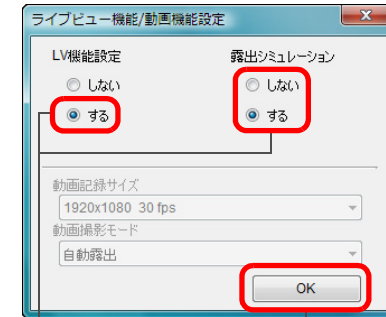 ライブビュー機能/動画機能設定
LV機能設定
しない
する
露出シミュレーション
しない
する
動画記録サイズ
1920x1080 30 fps
動画撮影モード
自動露出
OK